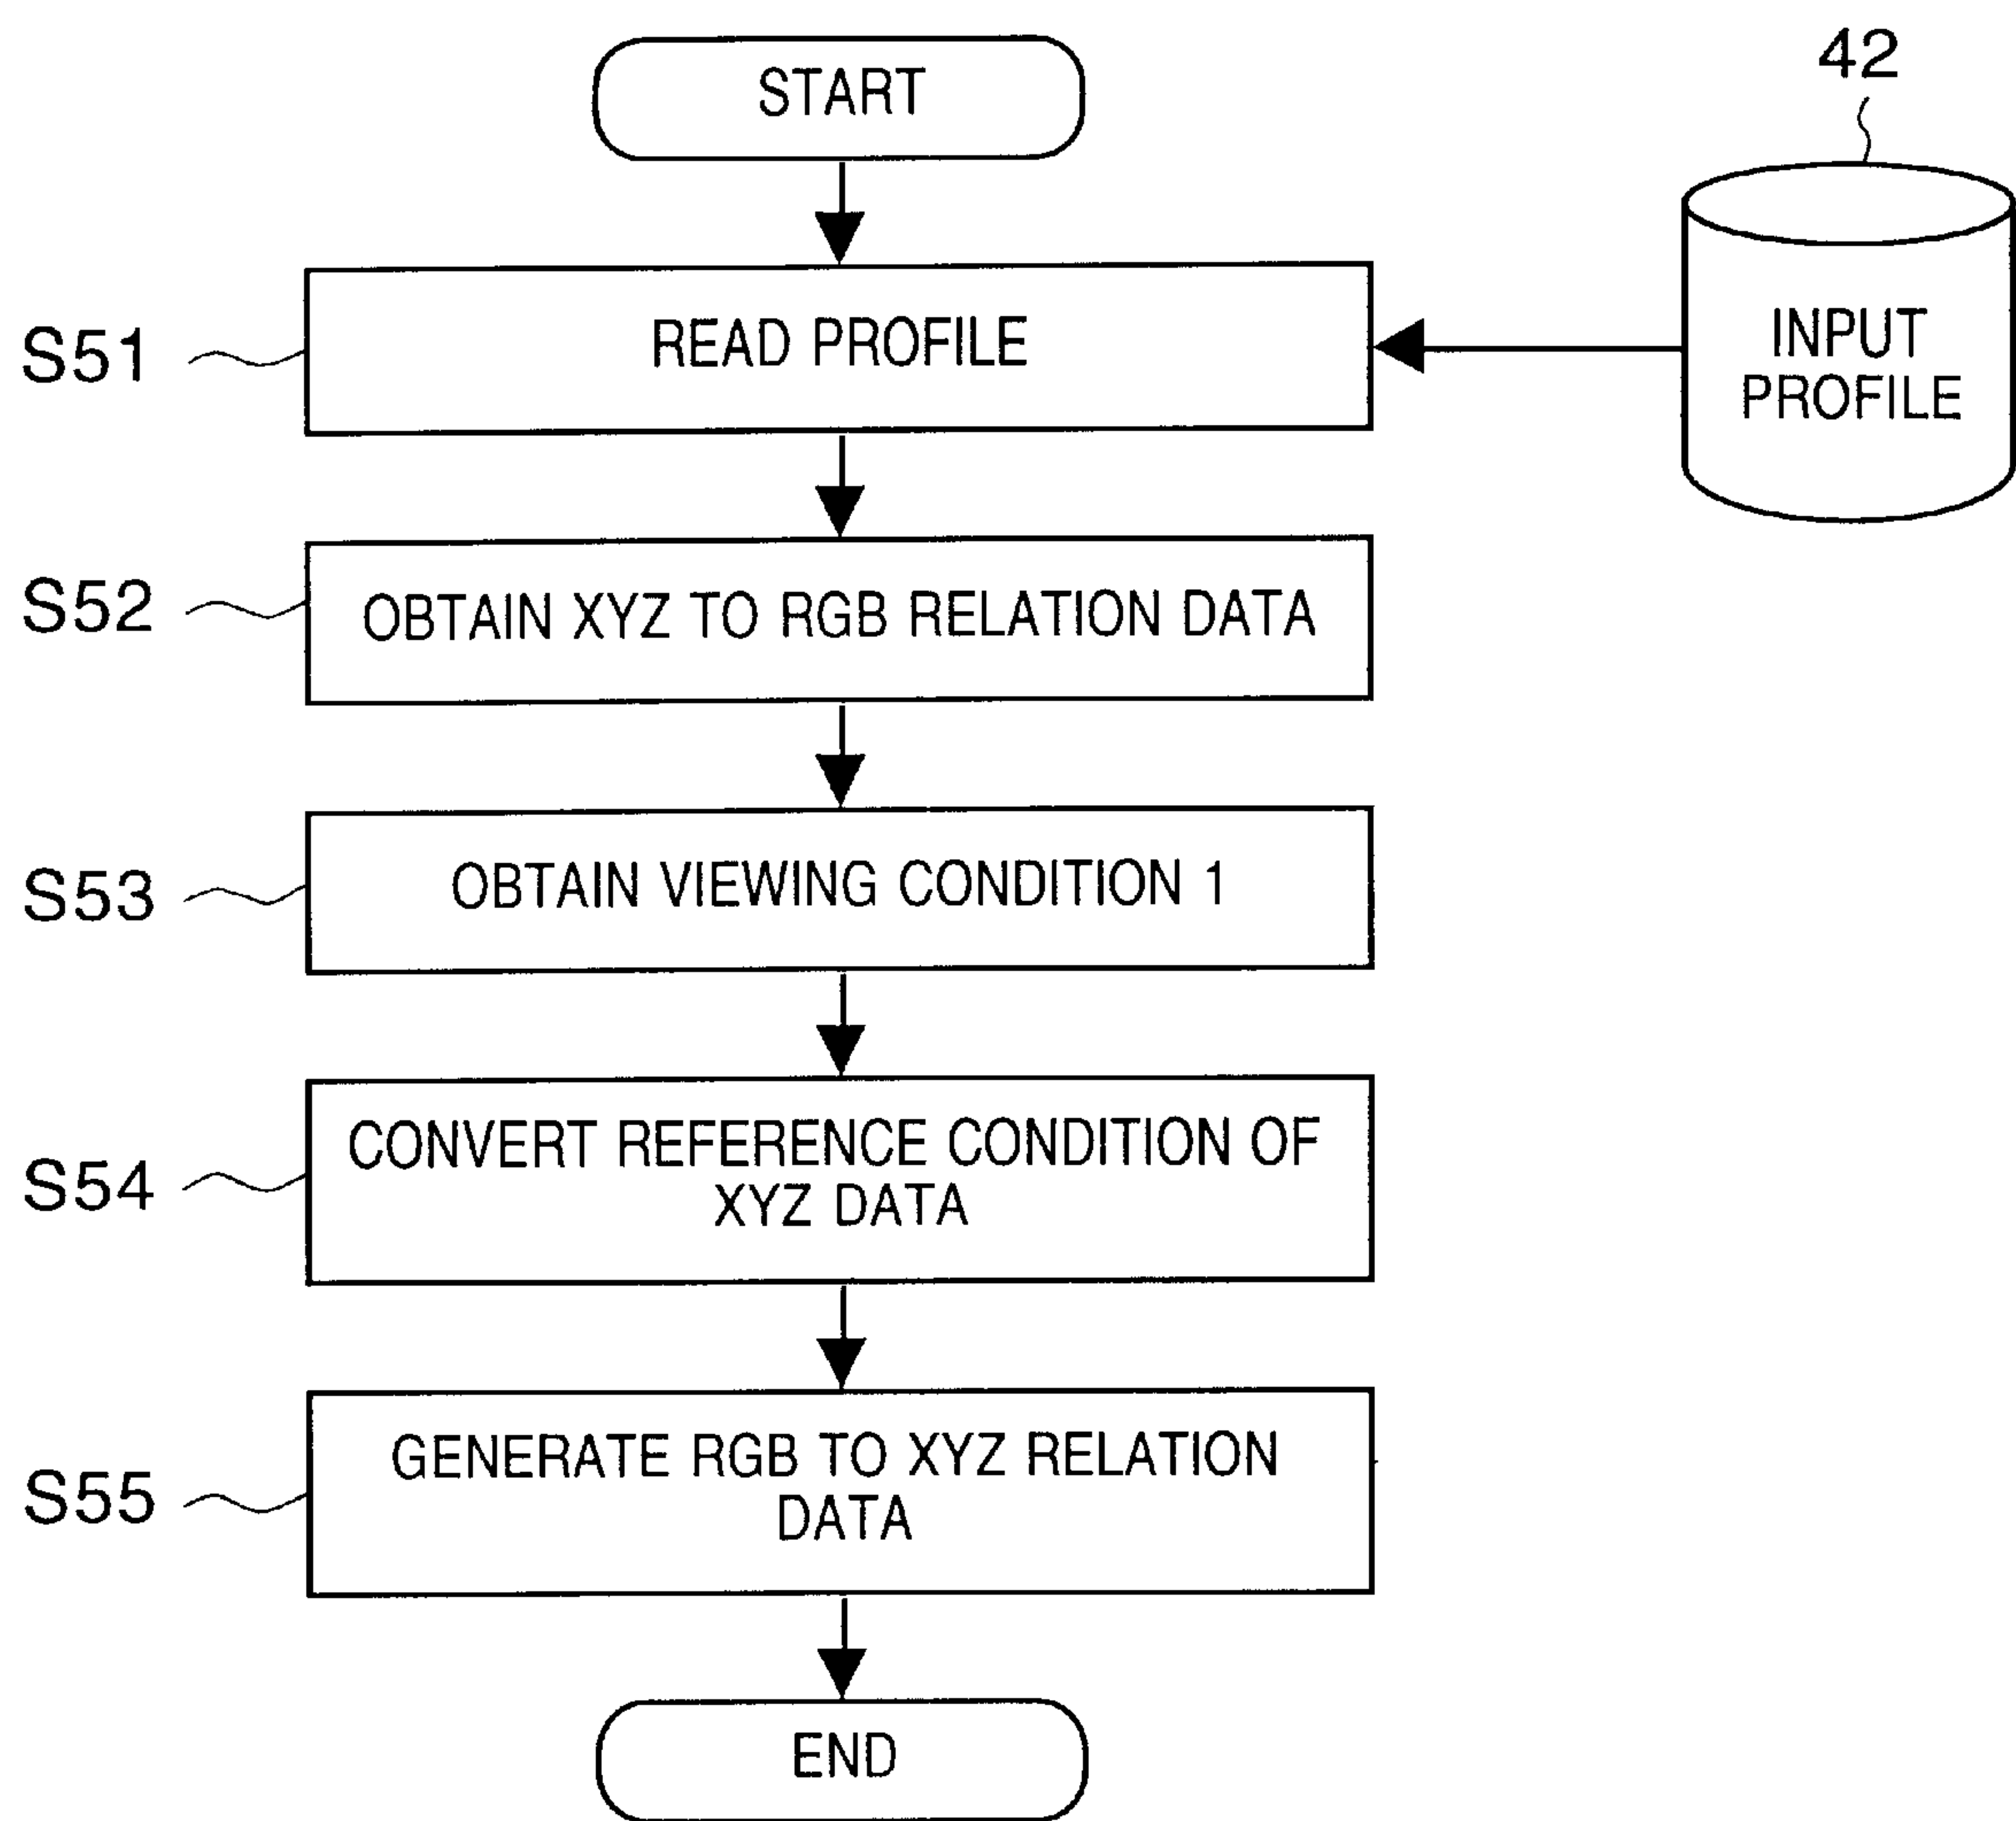 START
42
S51
READ PROFILE
INPUT
PROFILE
S52
OBTAIN XYZ TO RGB RELATION DATA
S53
OBTAIN VIEWING CONDITION 1
S54
CONVERT REFERENCE CONDITION OF
XYZ DATA
S55
GENERATE RGB TO XYZ RELATION
DATA
END